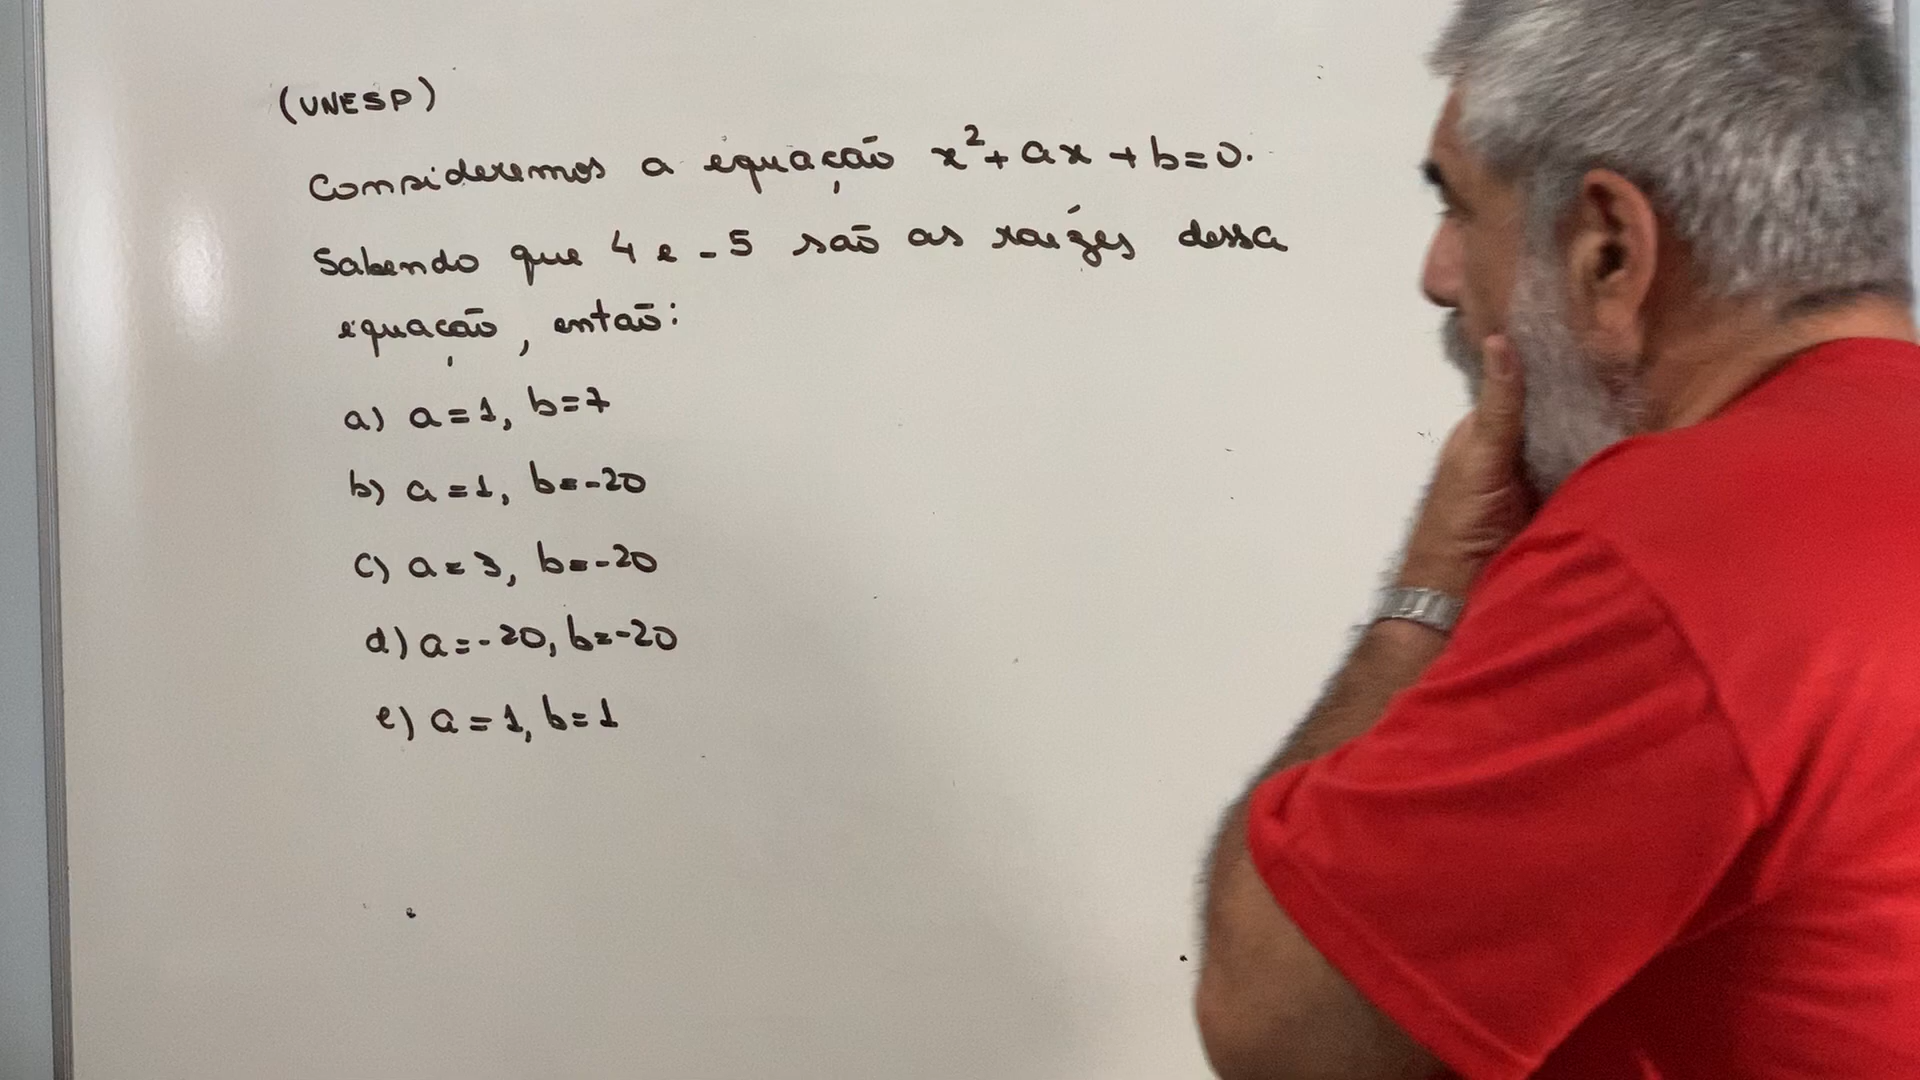 (UNESP)
Consideremos a equação x²+ ax + b=0.
Sabendo que 4 e -5 são as raízes dessa
equação, então:
a) a=1, b=7
b) a=1, b=-20
c) a=3, b=-20
d) a=-20, b=-20
e) a=1, b=1